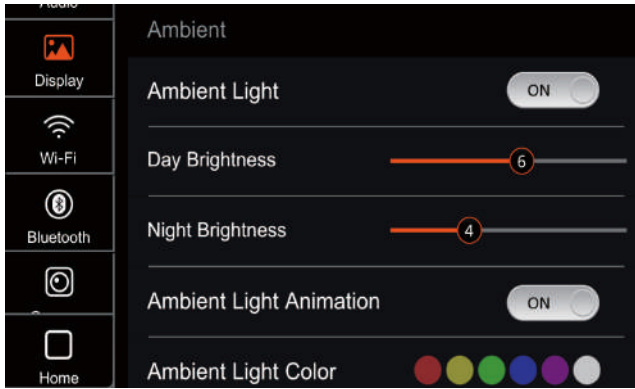 Audio
Display
Wi-Fi
Bluetooth
Home
Ambient
Ambient Light
ON
Day Brightness
6
Night Brightness
4
Ambient Light Animation
ON
Ambient Light Color